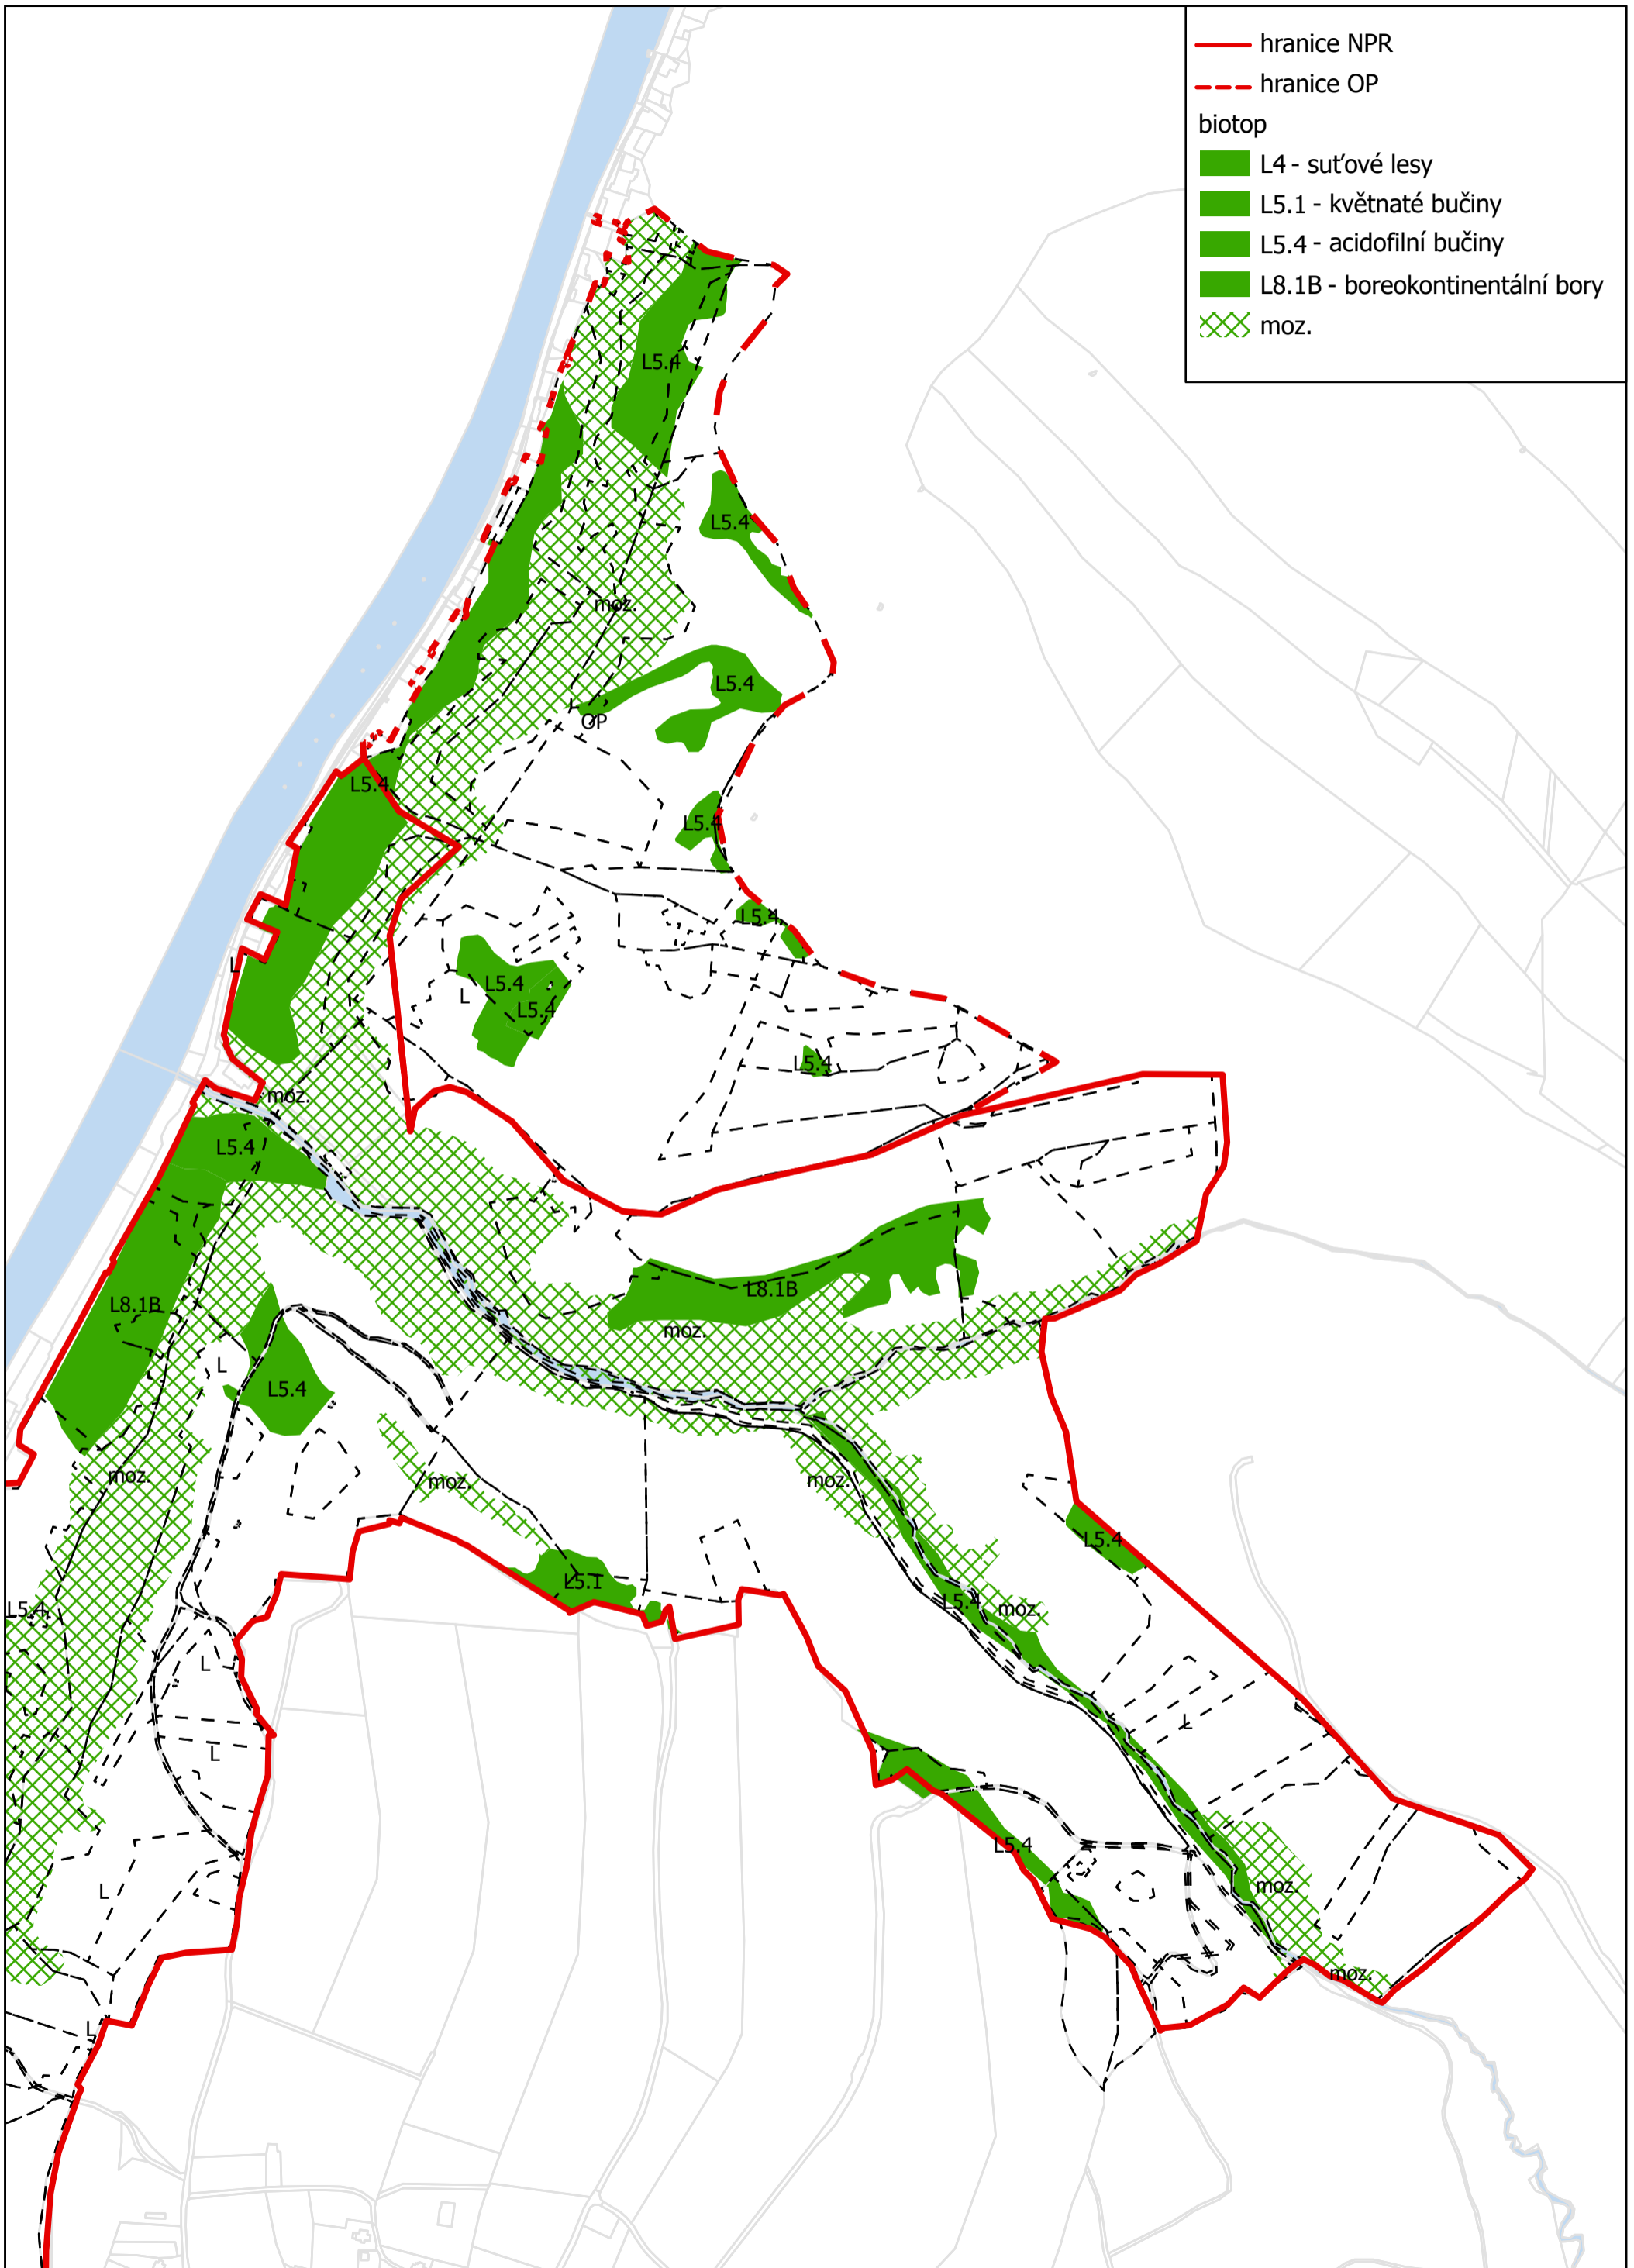 hranice NPR
hranice OP
biotop
L4 - suťové lesy
L5.1 - květnaté bučiny
L5.4 - acidofilní bučiny
L8.1B - boreokontinentální bory
moz.
L5.4
L5.4
moz.
L5.4
OP
L5.4
L5.4
L5.4
L
L5.4
L
L5.4
L5.4
moz.
L5.4
L8.1B
L8.1B
moz.
L
L5.4
moz.
moz.
moz.
L5.4
L5.1
L5.4
moz.
L5.4
L
L
L
L5.4
moz.
L
moz.
L